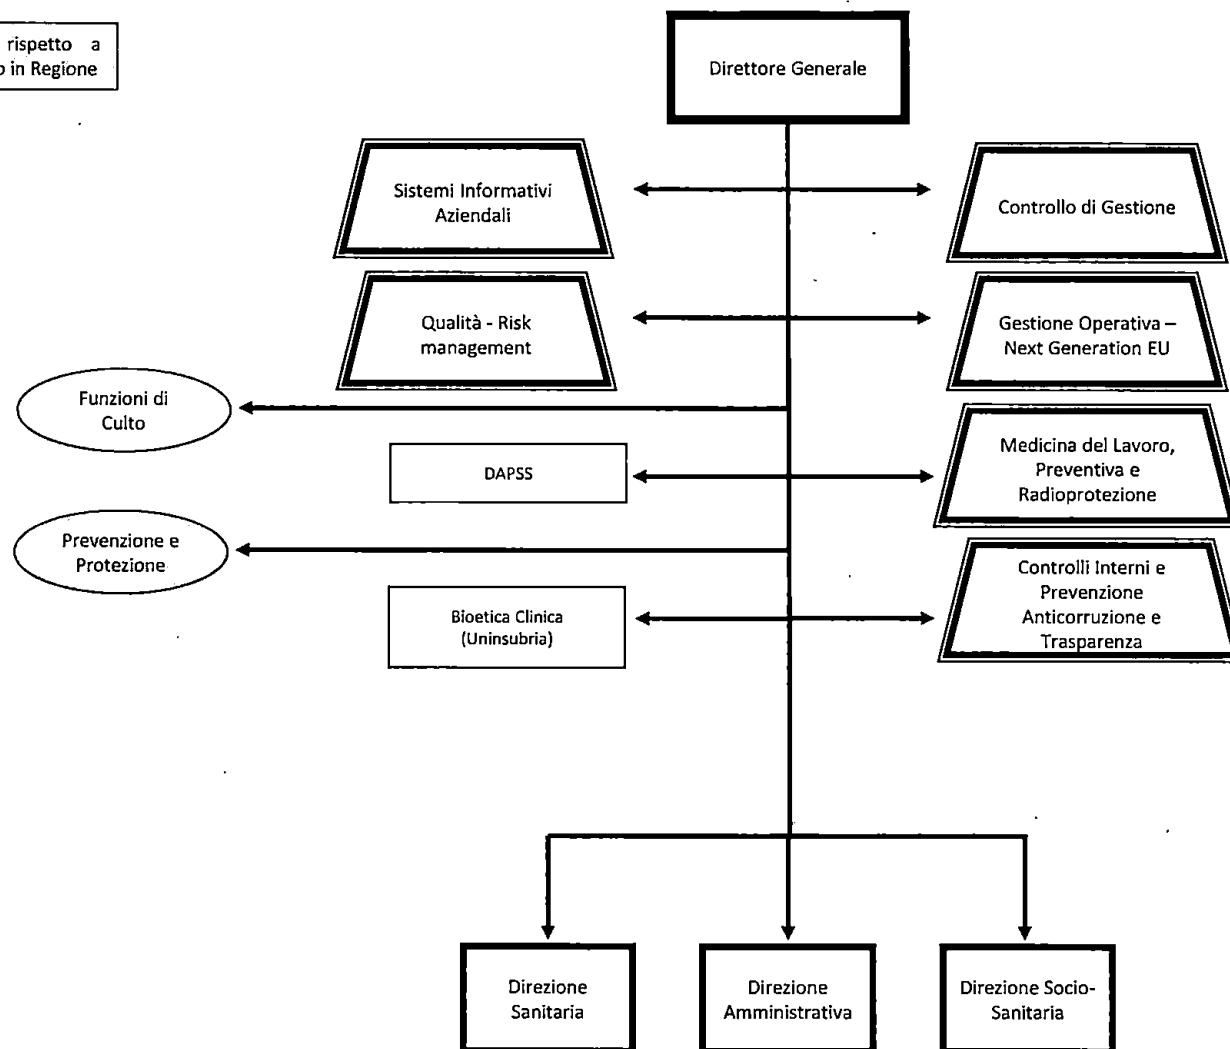 rispetto a
in Regione
Direttore Generale
Sistemi Informativi
Aziendali
Controllo di Gestione
Qualità - Risk
management
Gestione Operativa –
Next Generation EU
Funzioni di
Culto
DAPSS
Medicina del Lavoro,
Preventiva e
Radioprotezione
Prevenzione e
Protezione
Bioetica Clinica
(Uninsubria)
Controlli Interni e
Prevenzione
Anticorruzione e
Trasparenza
Direzione
Sanitaria
Direzione
Amministrativa
Direzione Socio-
Sanitaria